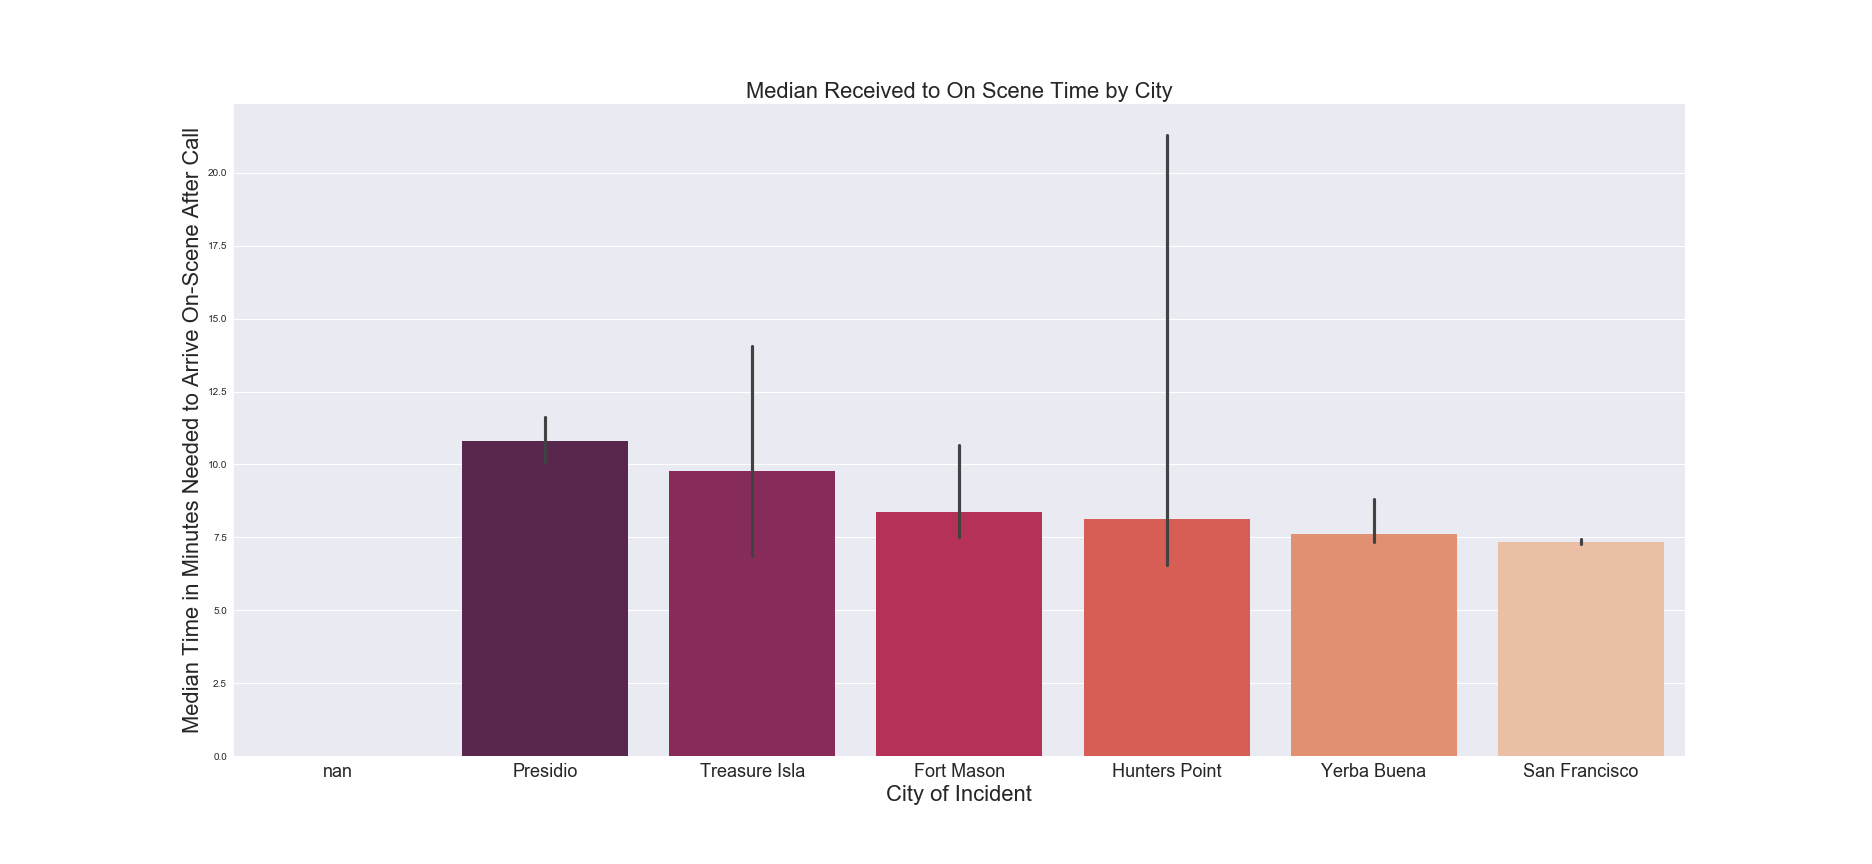 Median Received to On Scene Time by City
Median Time in Minutes Needed to Arrive On-Scene After Call
20.0
17.5
15.0
12.5
10.0
7.5
5.0
2.5
0.0
nan
Presidio
Treasure Isla
Fort Mason
Hunters Point
Yerba Buena
San Francisco
City of Incident